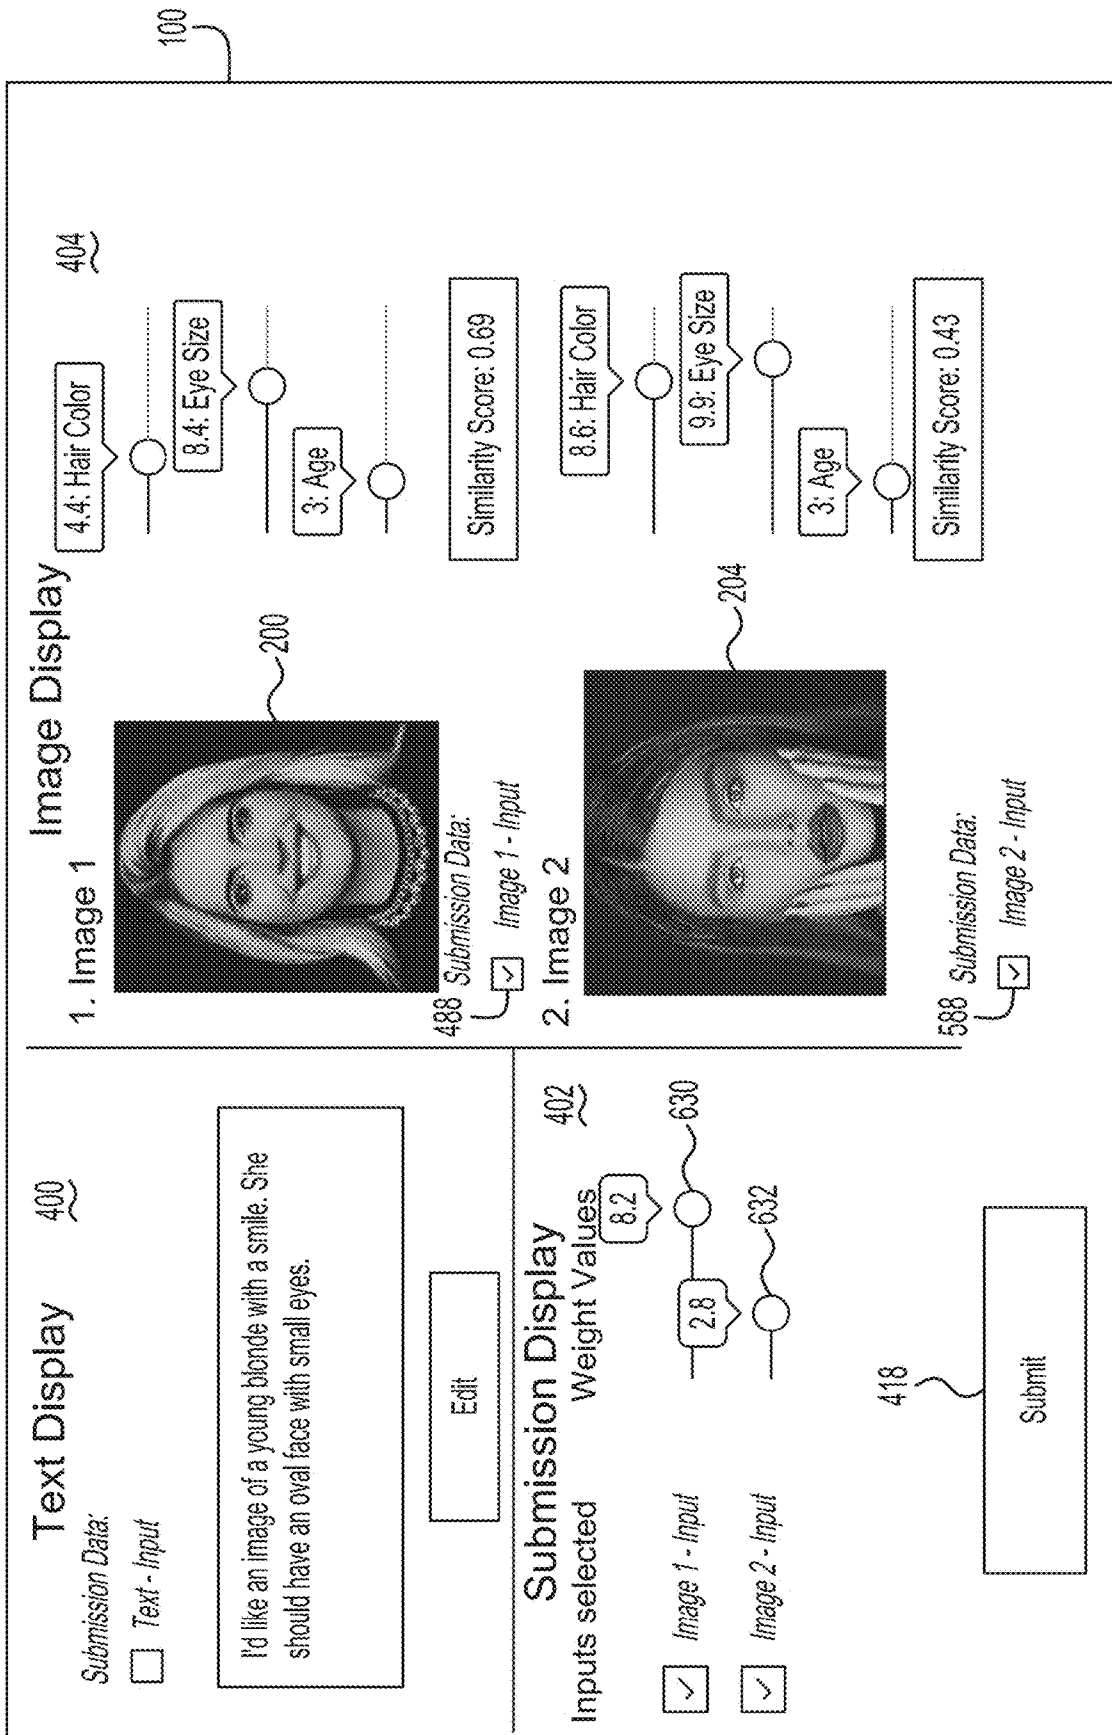 100
Text Display
400
Submission Data:
Text - Input
I'd like an image of a young blonde with a smile. She
should have an oval face with small eyes.
Edit
Submission Display
402
Inputs selected
Weight Values
Image 1 - Input
8.2
630
Image 2 - Input
2.8
632
418
Submit
Image Display
404
1. Image 1
200
4.4: Hair Color
8.4: Eye Size
3: Age
488
Submission Data:
Image 1 - Input
Similarity Score: 0.69
2. Image 2
204
8.6: Hair Color
9.9: Eye Size
3: Age
588
Submission Data:
Image 2 - Input
Similarity Score: 0.43